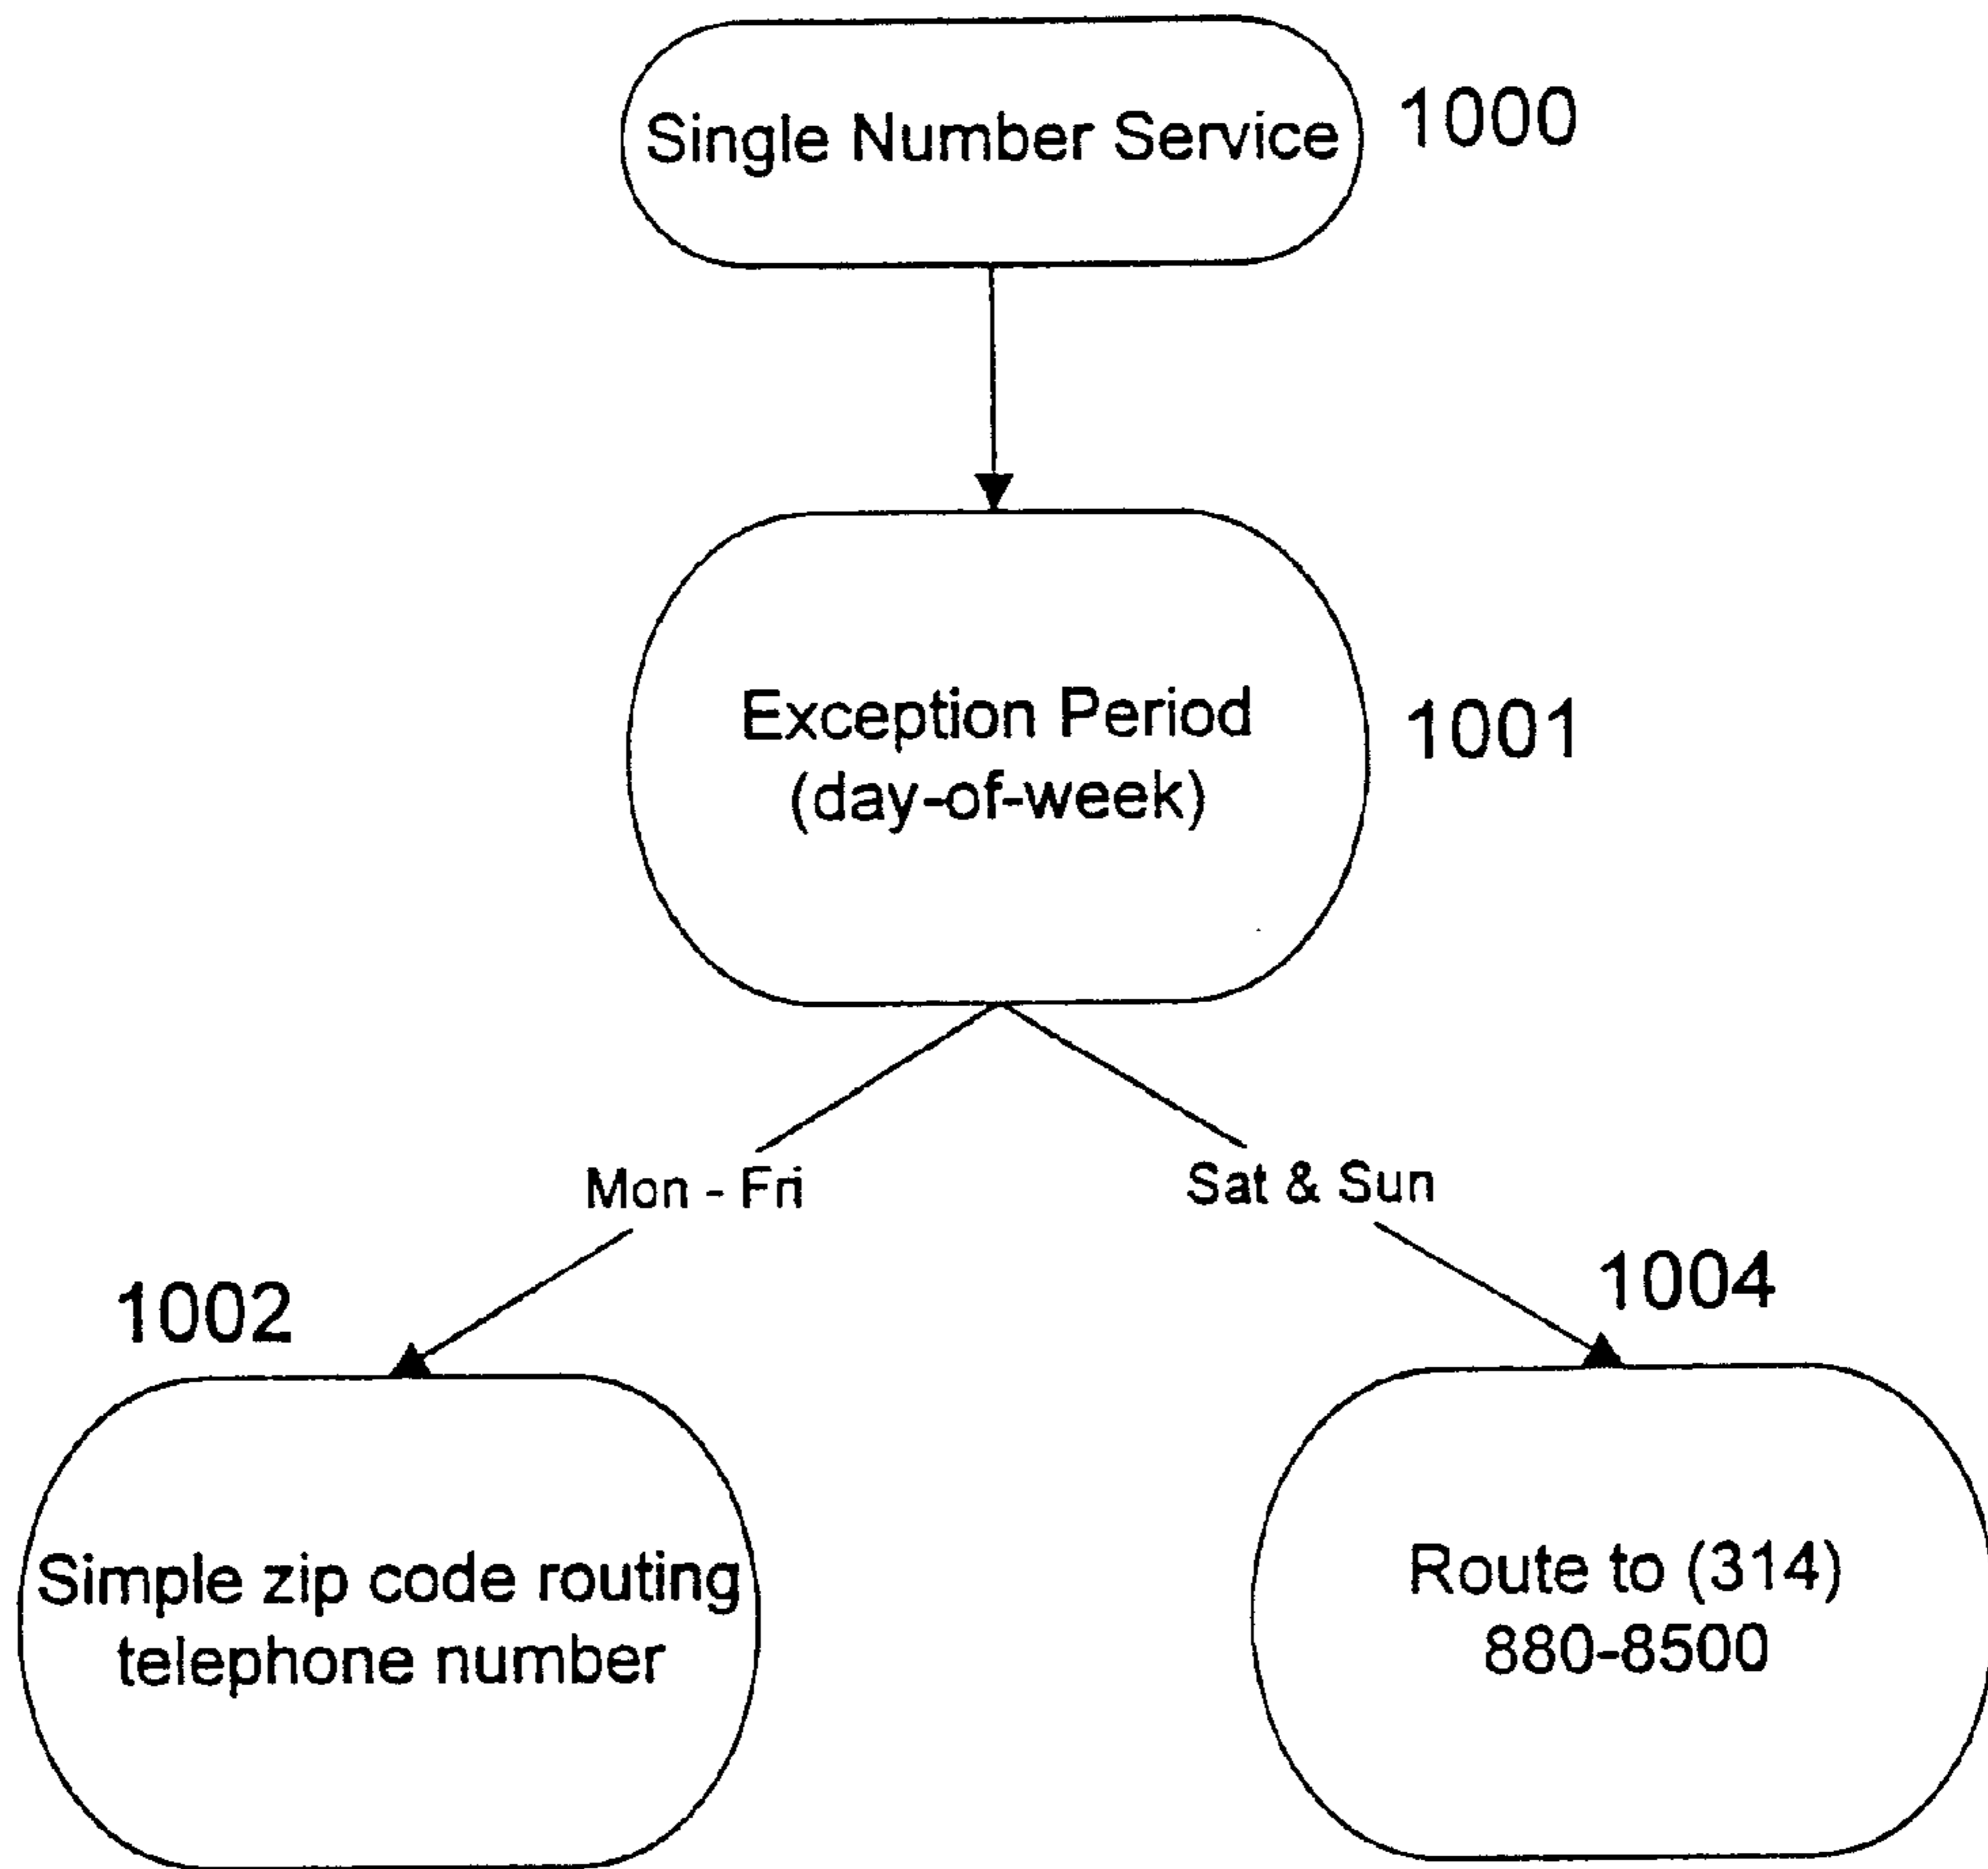 Single Number Service
1000
Exception Period
(day-of-week)
1001
Mon - Fri
Sat & Sun
1002
1004
Simple zip code routing
telephone number
Route to (314)
880-8500